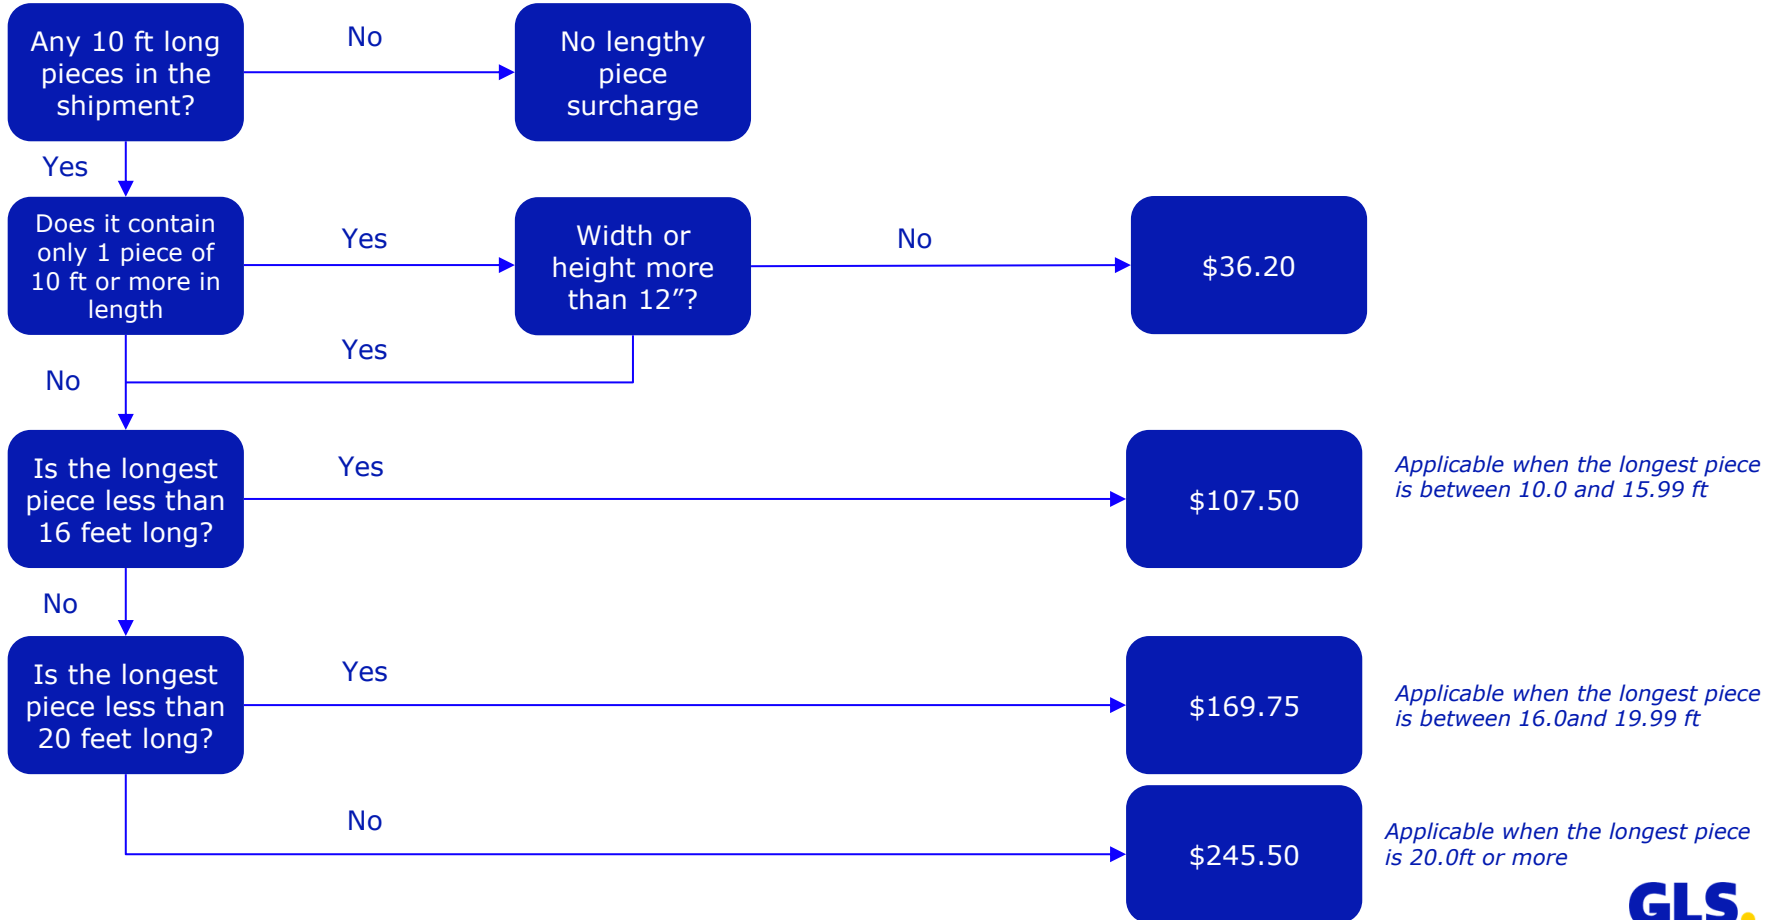 Any 10 ft long
pieces in the
shipment?
No
No lengthy
piece
surcharge
Yes
Does it contain
only 1 piece of
10 ft or more in
length
Yes
Width or
height more
than 12”?
No
$36.20
Yes
No
Is the longest
piece less than
16 feet long?
Yes
$107.50
Applicable when the longest piece
is between 10.0 and 15.99 ft
No
Is the longest
piece less than
20 feet long?
Yes
$169.75
Applicable when the longest piece
is between 16.0and 19.99 ft
No
$245.50
Applicable when the longest piece
is 20.0ft or more
GLS.